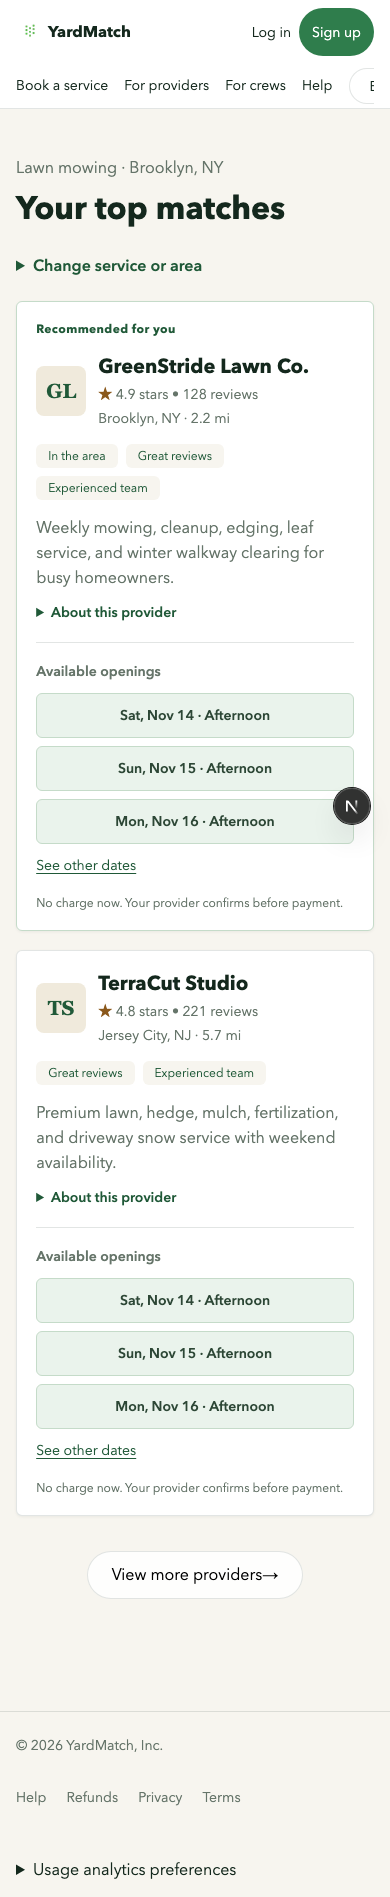 YardMatch
Log in
Sign up
Book a service
For providers
For crews
Help
Lawn mowing · Brooklyn, NY
Your top matches
Change service or area
Recommended for you
GL
GreenStride Lawn Co.
★ 4.9 stars • 128 reviews
Brooklyn, NY · 2.2 mi
In the area
Great reviews
Experienced team
Weekly mowing, cleanup, edging, leaf
service, and winter walkway clearing for
busy homeowners.
About this provider
Available openings
Sat, Nov 14 · Afternoon
Sun, Nov 15 · Afternoon
Mon, Nov 16 · Afternoon
N
See other dates
No charge now. Your provider confirms before payment.
TS
TerraCut Studio
★ 4.8 stars • 221 reviews
Jersey City, NJ · 5.7 mi
Great reviews
Experienced team
Premium lawn, hedge, mulch, fertilization,
and driveway snow service with weekend
availability.
About this provider
Available openings
Sat, Nov 14 · Afternoon
Sun, Nov 15 · Afternoon
Mon, Nov 16 · Afternoon
See other dates
No charge now. Your provider confirms before payment.
View more providers→
© 2026 YardMatch, Inc.
Help
Refunds
Privacy
Terms
Usage analytics preferences